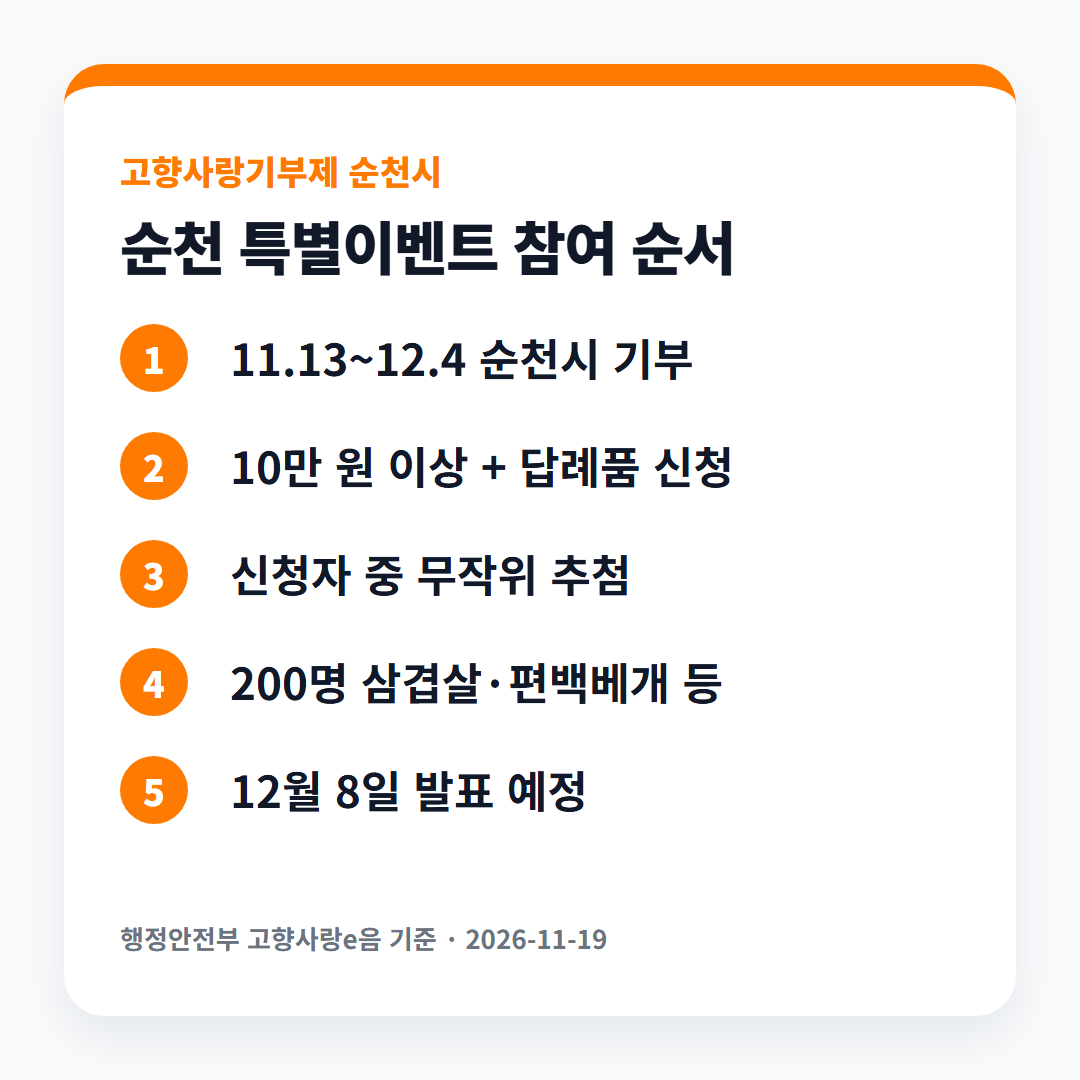 고향사랑기부제 순천시
순천 특별이벤트 참여 순서
1 11.13~12.4 순천시 기부
2 10만 원 이상 + 답례품 신청
3 신청자 중 무작위 추첨
4 200명 삼겹살·편백베개 등
5 12월 8일 발표 예정
행정안전부 고향사랑e음 기준 · 2026-11-19